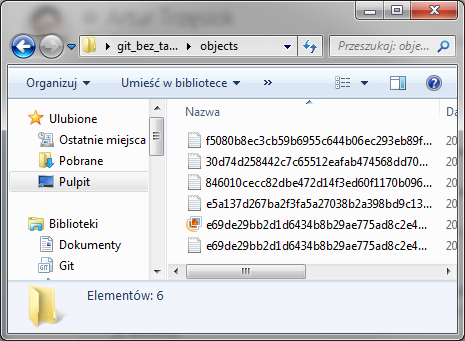 git_bez_ta... ▸ objects
Przeszukaj: obje...
Organizuj
Umieść w bibliotece
»
Ulubione
Ostatnie miejsca
Pobrane
Pulpit
Biblioteki
Dokumenty
GIT Git
Nazwa
Da
f5080b8ec3cb59b6955c644b06ec293eb89f... 20
30d74d258442c7c65512eafab474568dd70... 20
846010cecc82dbe472d14f3ed60f1170b096... 20
e5a137d267ba2f3fa5a27038b2a398bd9c13... 20
e69de29bb2d1d6434b8b29ae775ad8c2e4... 20
e69de29bb2d1d6434b8b29ae775ad8c2e4... 20
Elementów: 6